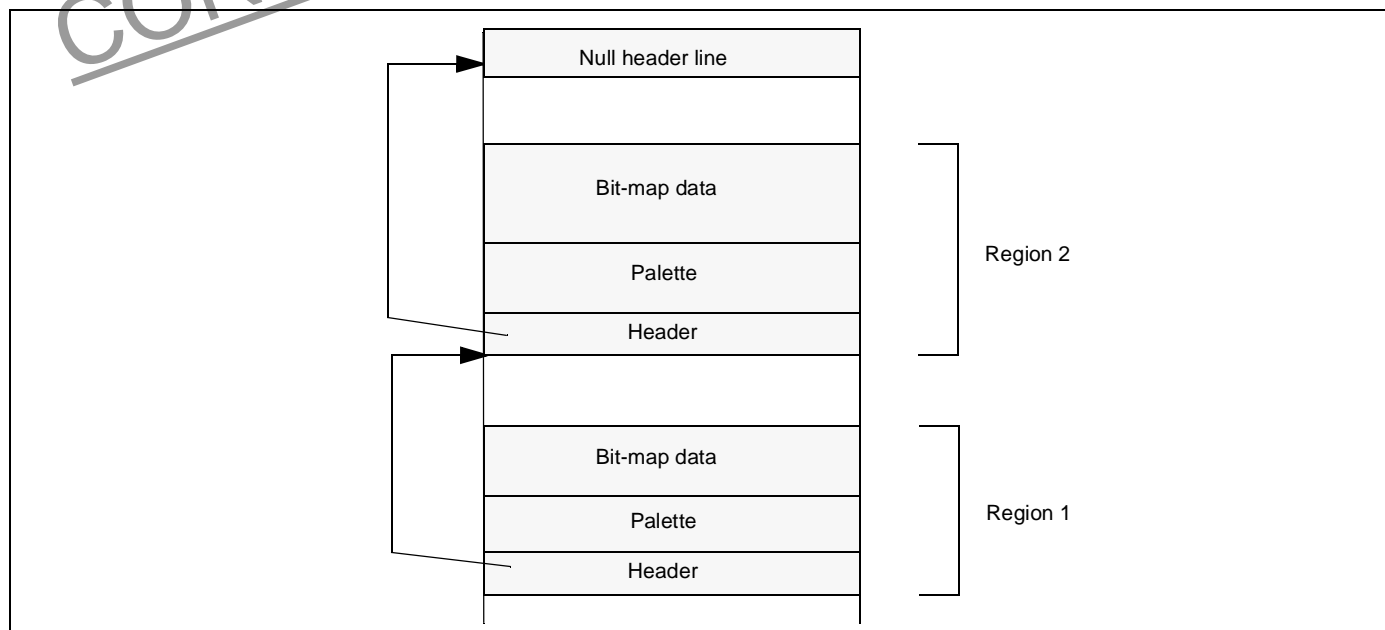 Null header line
Bit-map data
Region 2
Palette
Header
Bit-map data
Region 1
Palette
Header